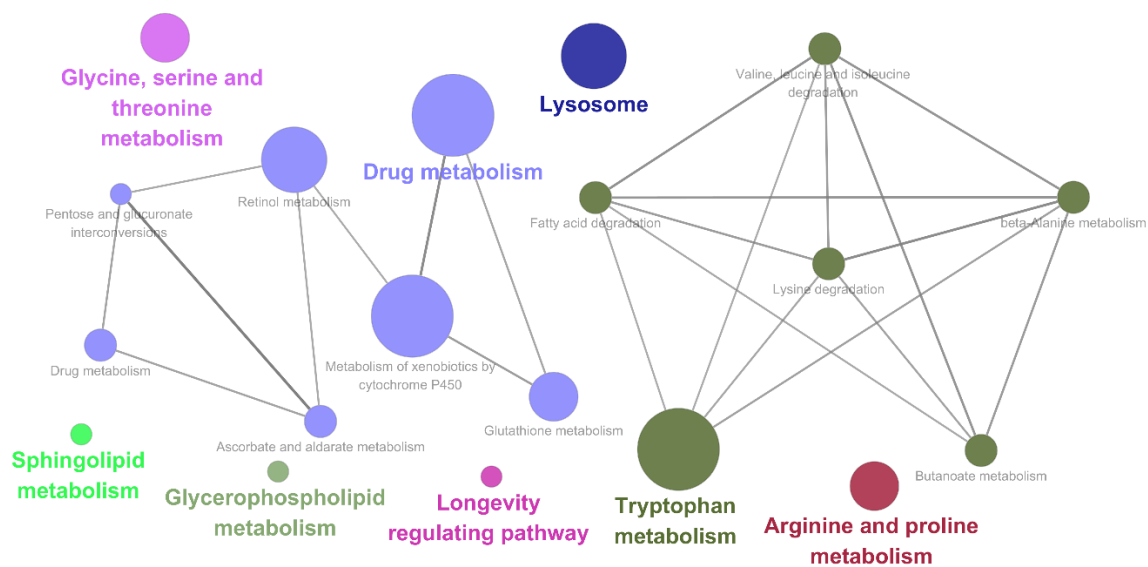 Glycine, serine and
threonine
metabolism
Lysosome
Valine, leucine and isoleucine
degradation
Drug metabolism
Retinol metabolism
Pentose and glucuronate
interconversions
Fatty acid degradation
beta-Alanine metabolism
Lysine degradation
Drug metabolism
Metabolism of xenobiotics by
cytochrome P450
Ascorbate and aldarate metabolism
Glutathione metabolism
Sphingolipid
metabolism
Glycerophospholipid
metabolism
Longevity
regulating pathway
Tryptophan
metabolism
Butanoate metabolism
Arginine and proline
metabolism